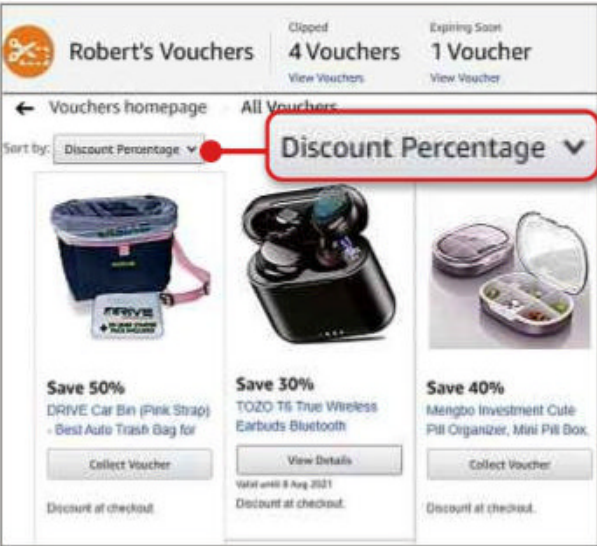 Robert's Vouchers
Clipped
4 Vouchers
View Vouchers
Expiring Soon
1 Voucher
View Voucher
← Vouchers homepage All Vouchers
Sort by: Discount Percentage
Discount Percentage
DRIVE
Save 50%
DRIVE Car Bin (Pink Strap)
- Best Auto Trash Bag for
Collect Voucher
Discount at checkout.
Save 30%
TOZO T6 True Wireless
Earbuds Bluetooth
View Details
Valid until 8 Aug 2021
Discount at checkout.
Save 40%
Mengbo Investment Cute
Pill Organizer, Mini Pill Box,
Collect Voucher
Discount at checkout.